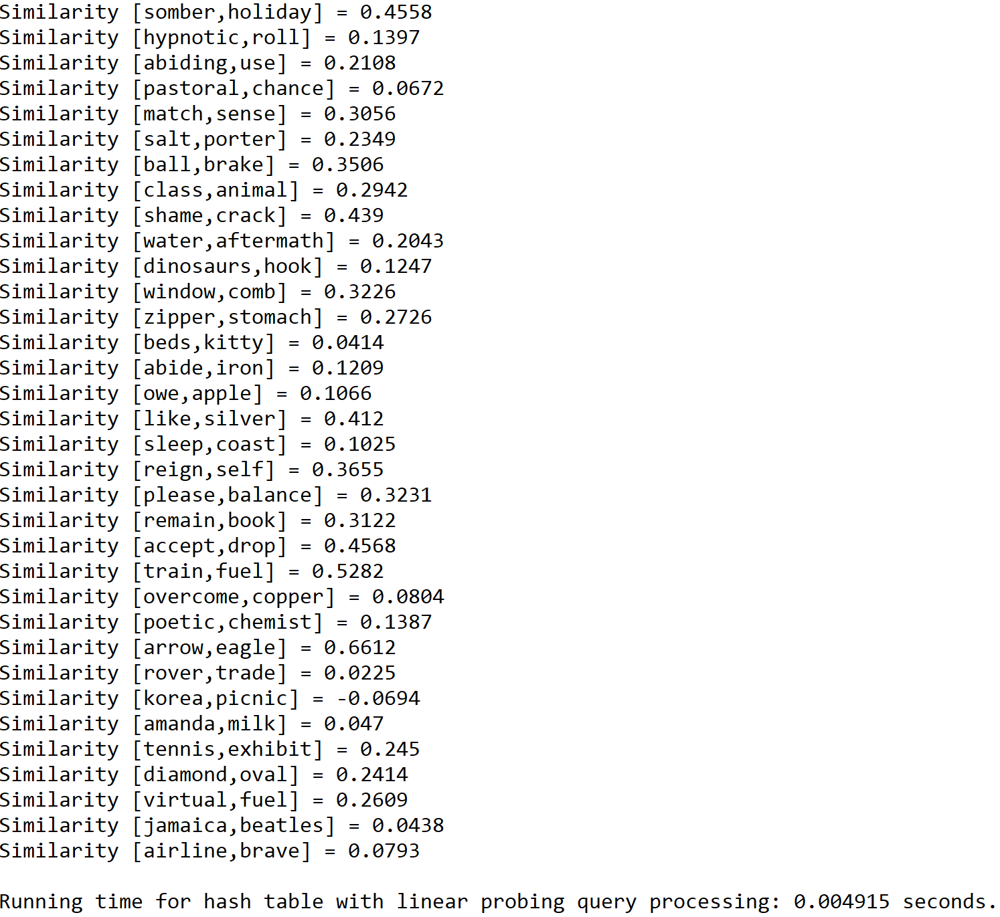 Similarity [somber,holiday] = 0.4558
Similarity [hypnotic,roll] = 0.1397
Similarity [abiding,use] = 0.2108
Similarity [pastoral,chance] = 0.0672
Similarity [match,sense] = 0.3056
Similarity [salt,porter] = 0.2349
Similarity [ball,brake] = 0.3506
Similarity [class,animal] = 0.2942
Similarity [shame,crack] = 0.439
Similarity [water,aftermath] = 0.2043
Similarity [dinosaurs,hook] = 0.1247
Similarity [window,comb] = 0.3226
Similarity [zipper,stomach] = 0.2726
Similarity [beds,kitty] = 0.0414
Similarity [abide,iron] = 0.1209
Similarity [owe,apple] = 0.1066
Similarity [like,silver] = 0.412
Similarity [sleep,coast] = 0.1025
Similarity [reign,self] = 0.3655
Similarity [please,balance] = 0.3231
Similarity [remain,book] = 0.3122
Similarity [accept,drop] = 0.4568
Similarity [train,fuel] = 0.5282
Similarity [overcome,copper] = 0.0804
Similarity [poetic,chemist] = 0.1387
Similarity [arrow,eagle] = 0.6612
Similarity [rover,trade] = 0.0225
Similarity [korea,picnic] = -0.0694
Similarity [amanda,milk] = 0.047
Similarity [tennis,exhibit] = 0.245
Similarity [diamond,oval] = 0.2414
Similarity [virtual,fuel] = 0.2609
Similarity [jamaica,beatles] = 0.0438
Similarity [airline,brave] = 0.0793
Running time for hash table with linear probing query processing: 0.004915 seconds.